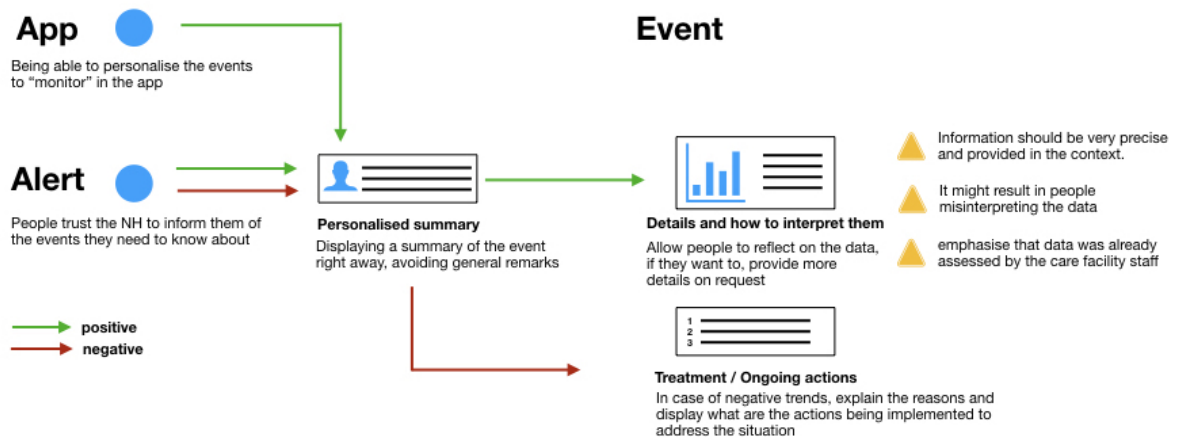 App
Being able to personalise the events
to “monitor” in the app
Alert
People trust the NH to inform them of
the events they need to know about
positive
negative
Personalised summary
Displaying a summary of the event
right away, avoiding general remarks
Event
Details and how to interpret them
Allow people to reflect on the data,
if they want to, provide more
details on request
Information should be very precise
and provided in the context.
It might result in people
misinterpreting the data
emphasise that data was already
assessed by the care facility staff
1
2
3
Treatment / Ongoing actions
In case of negative trends, explain the reasons and
display what are the actions being implemented to
address the situation